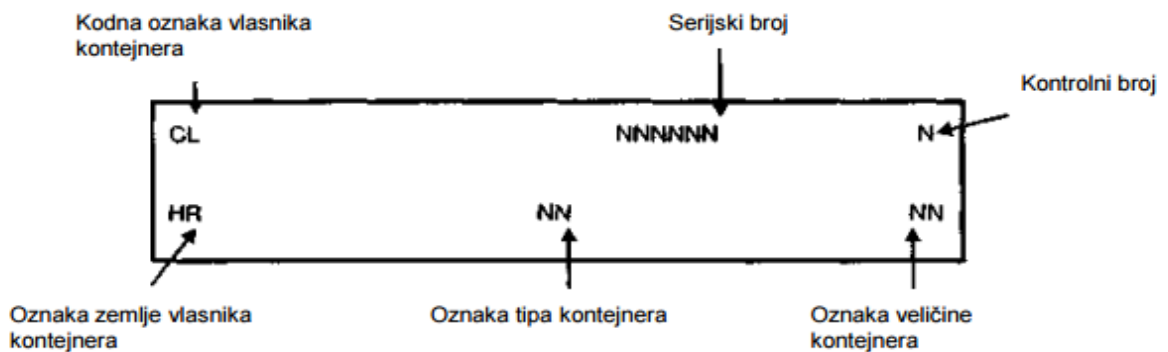 Kodna oznaka vlasnika
kontejnera
Serijski broj
Kontrolni broj
CL
NNNNNN
N
HR
NN
NN
Oznaka zemlje vlasnika
kontejnera
Oznaka tipa kontejnera
Oznaka veličine
kontejnera